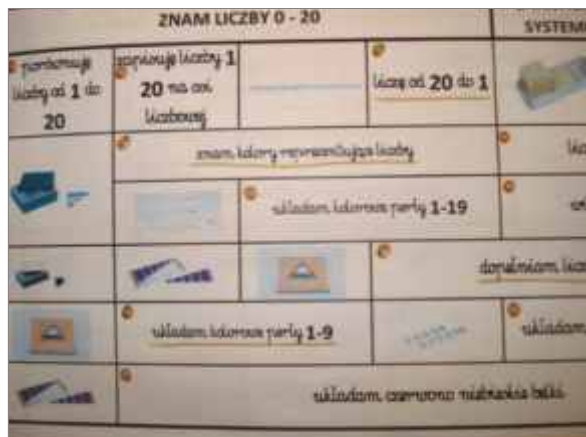 ZNAM LICZBY 0 - 20
SYSTEM
porównuję
liczby od 1 do
20
zapisuję liczby 1
20 na osi
liczbowej
liczę od 20 do 1
znam kolory reprezentujące liczby
układam kolorowe perły 1-19
dopełniam
układam kolorowe perły 1-9
układam
układam czerwono niebieskie belki